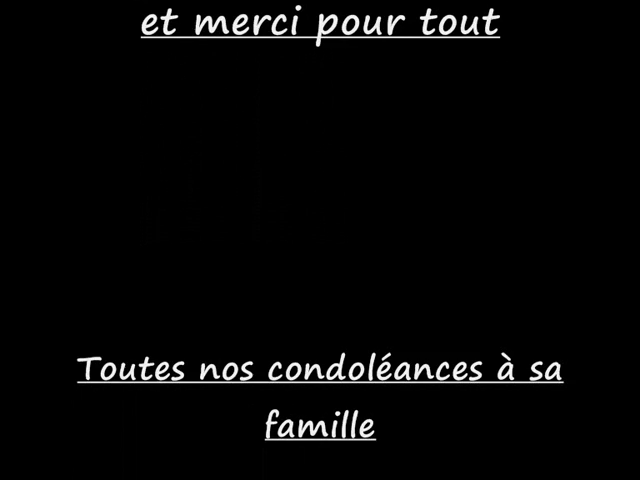 et merci pour tout
Toutes nos condoléances à sa
famille